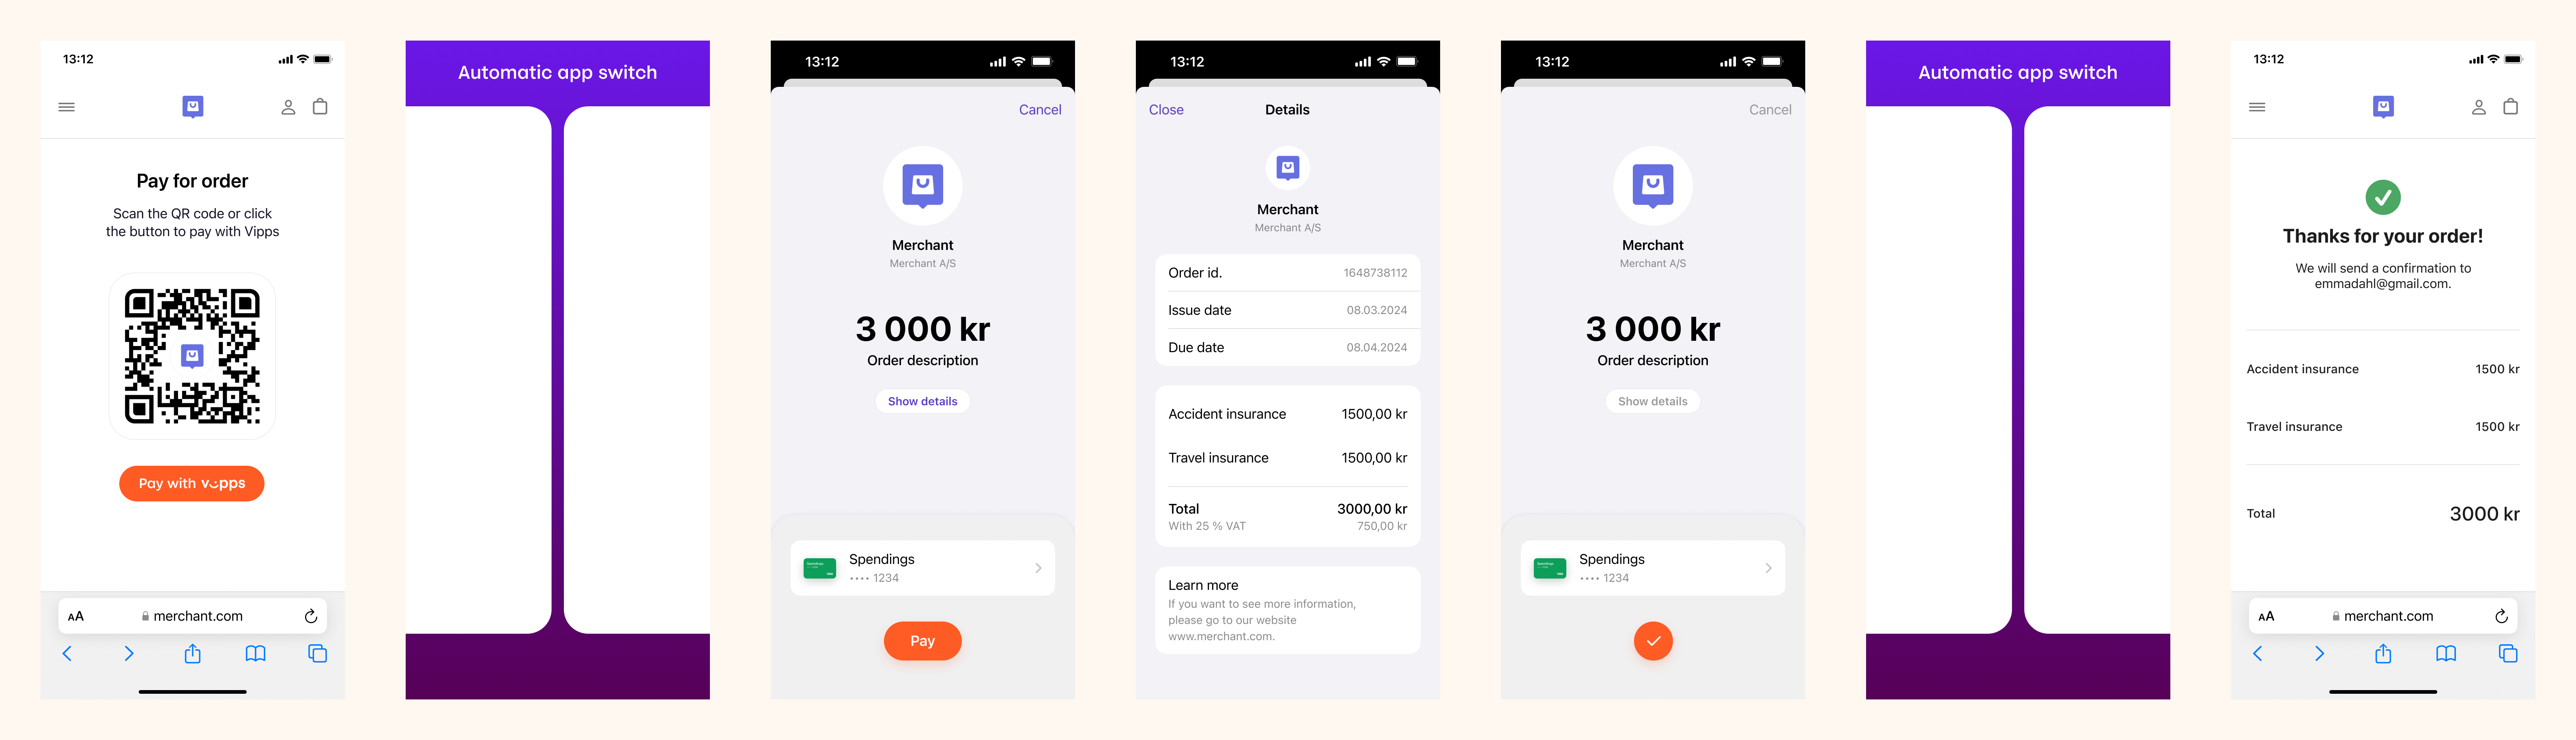 13:12
Pay for order
Scan the QR code or click
the button to pay with Vipps
Pay with vipps
AA
merchant.com
Automatic app switch
13:12
Cancel
Merchant
Merchant A/S
3 000 kr
Order description
Show details
Spendings
•••• 1234
Pay
13:12
Close
Details
Merchant
Merchant A/S
Order id. 1648738112
Issue date 08.03.2024
Due date 08.04.2024
Accident insurance 1500,00 kr
Travel insurance 1500,00 kr
Total 3000,00 kr
With 25 % VAT 750,00 kr
Learn more
If you want to see more information,
please go to our website
www.merchant.com.
13:12
Cancel
Merchant
Merchant A/S
3 000 kr
Order description
Show details
Spendings
•••• 1234
Automatic app switch
13:12
Thanks for your order!
We will send a confirmation to
emmadahl@gmail.com.
Accident insurance 1500 kr
Travel insurance 1500 kr
Total 3000 kr
AA
merchant.com